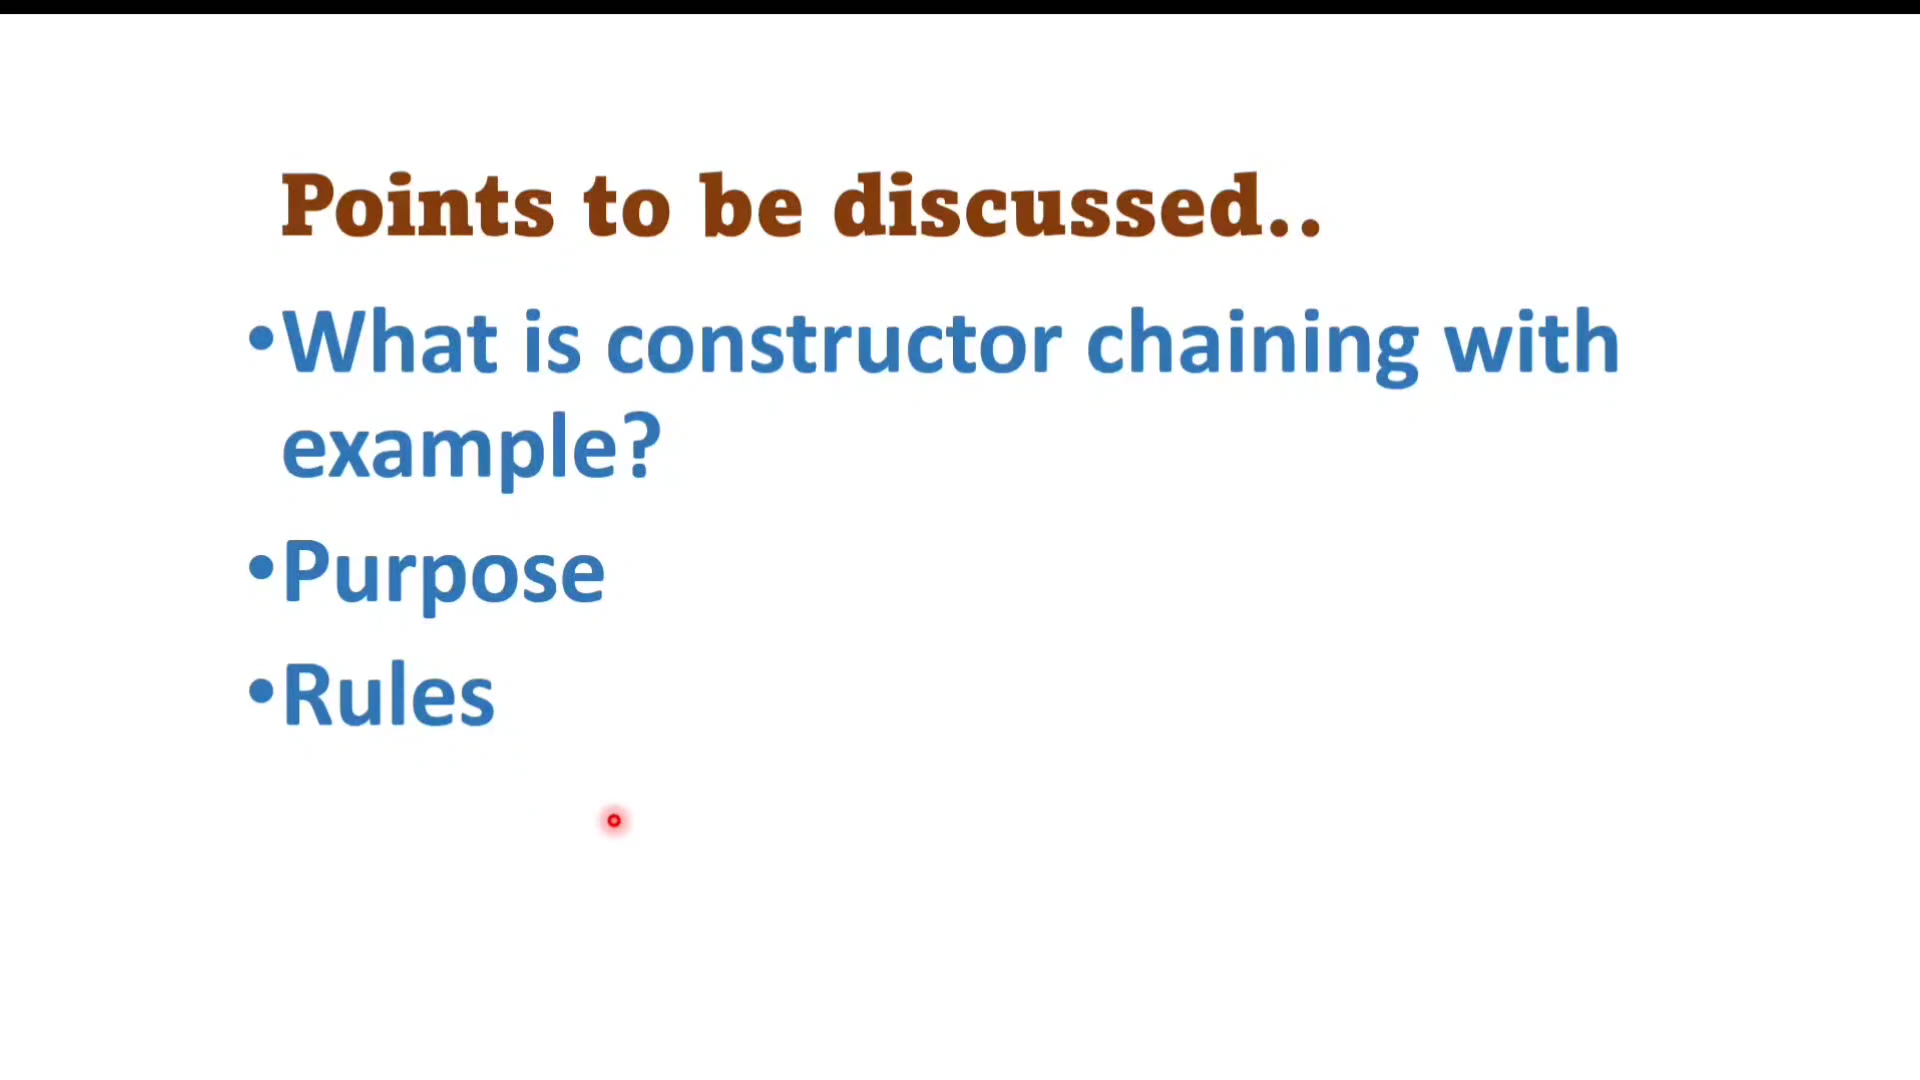 Points to be discussed..
•What is constructor chaining with
example?
•Purpose
•Rules